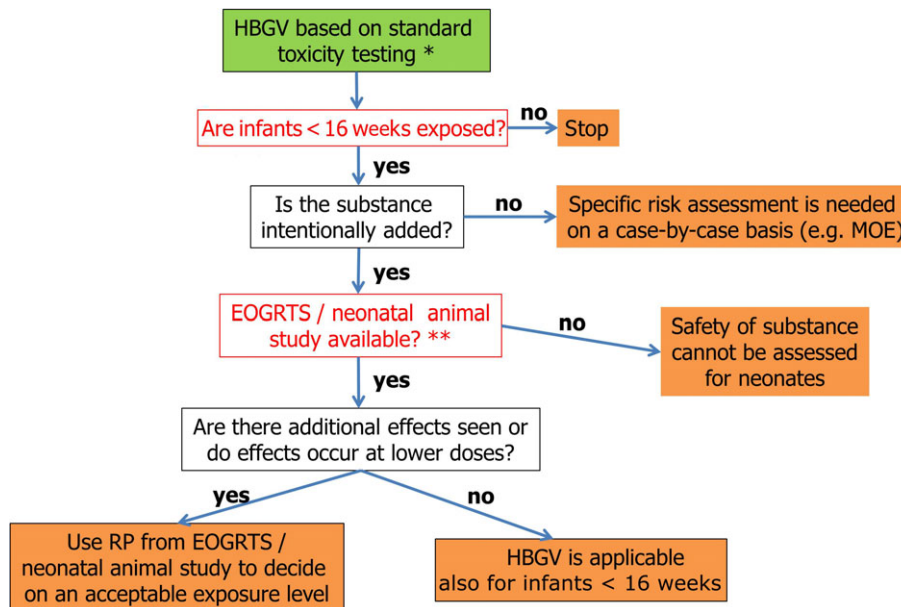 HBGV based on standard
toxicity testing *
Are infants < 16 weeks exposed?
no
Stop
yes
Is the substance
intentionally added?
no
Specific risk assessment is needed
on a case-by-case basis (e.g. MOE)
yes
EOGRTS / neonatal animal
study available? **
no
Safety of substance
cannot be assessed
for neonates
yes
Are there additional effects seen or
do effects occur at lower doses?
yes
no
Use RP from EOGRTS /
neonatal animal study to decide
on an acceptable exposure level
HBGV is applicable
also for infants < 16 weeks